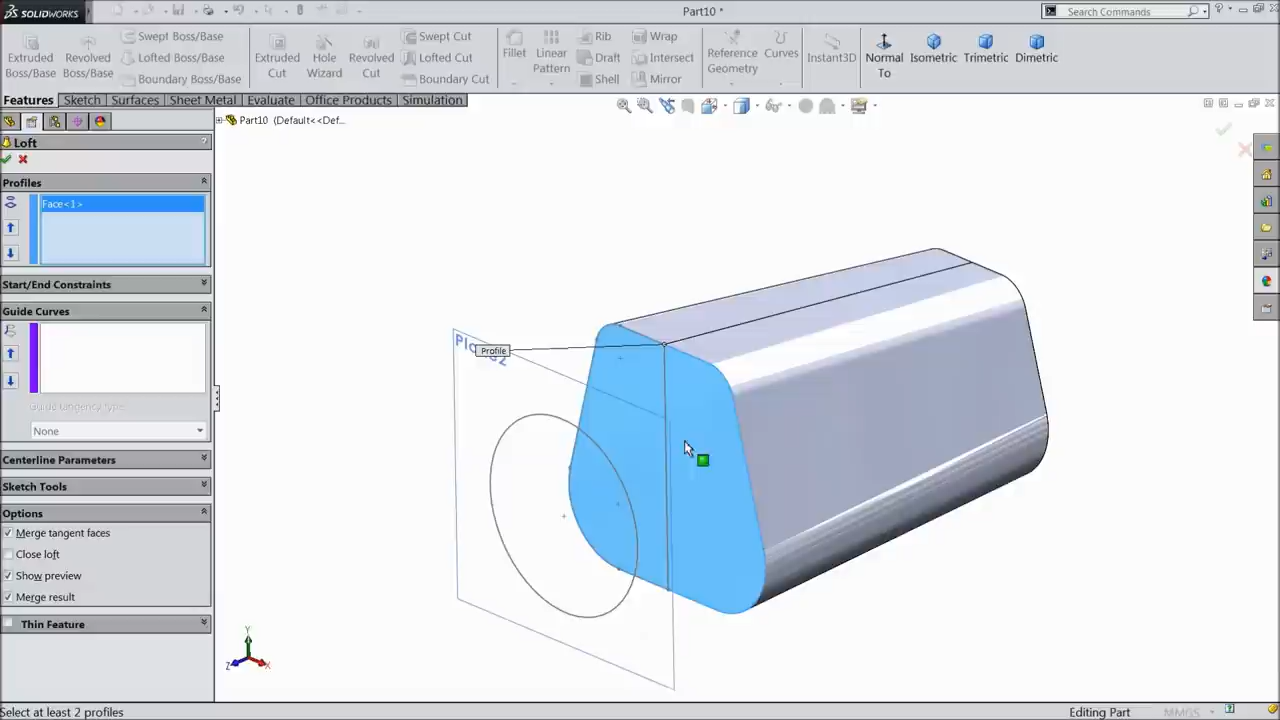 SOLIDWORKS
Part10 *
Search Commands
Extruded Boss/Base
Revolved Boss/Base
Swept Boss/Base
Lofted Boss/Base
Boundary Boss/Base
Extruded Cut
Hole Wizard
Revolved Cut
Swept Cut
Lofted Cut
Boundary Cut
Fillet
Linear Pattern
Rib
Draft
Shell
Wrap
Intersect
Mirror
Reference Geometry
Curves
Instant3D
Normal To
Isometric
Trimetric
Dimetric
Features
Sketch
Surfaces
Sheet Metal
Evaluate
Office Products
Simulation
Part10 (Default<<Def...
Loft
?
Profiles
Face<1>
Start/End Constraints
Guide Curves
Guide tangency type
None
Centerline Parameters
Sketch Tools
Options
Merge tangent faces
Close loft
Show preview
Merge result
Thin Feature
Profile
Y
Z
X
Select at least 2 profiles
Editing Part
MMGS